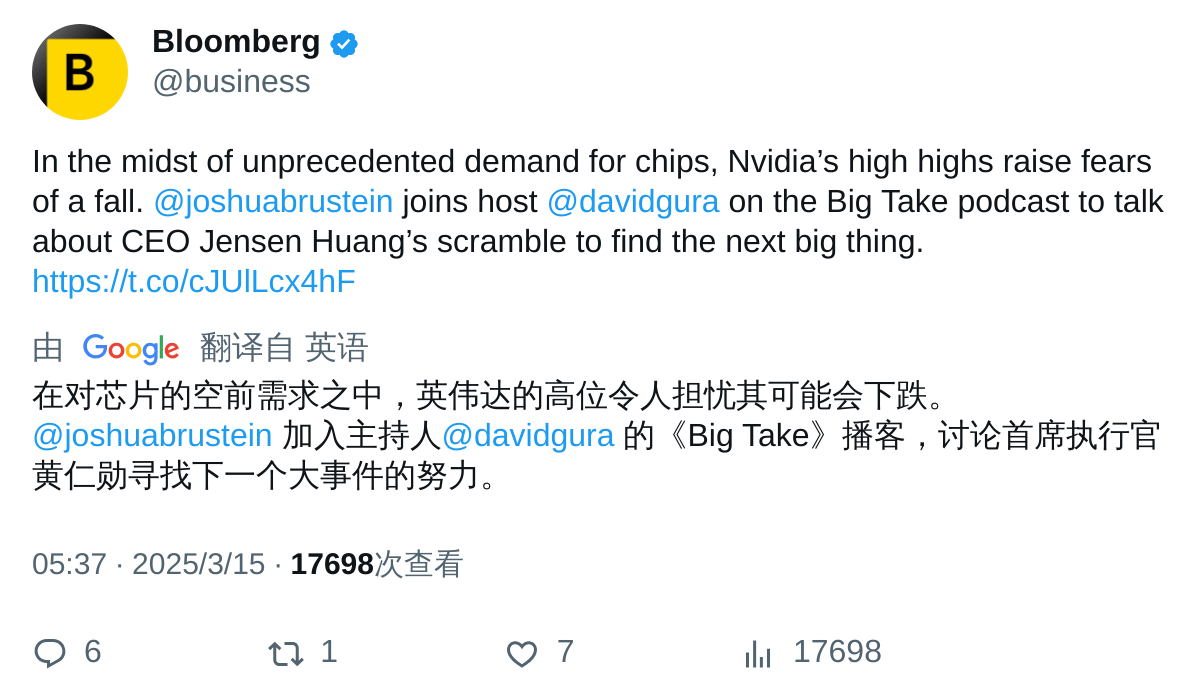 B
Bloomberg
@business
In the midst of unprecedented demand for chips, Nvidia’s high highs raise fears
of a fall. @joshuabrustein joins host @davidgura on the Big Take podcast to talk
about CEO Jensen Huang’s scramble to find the next big thing.
https://t.co/cJUlLcx4hF
由 Google 翻译自 英语
在对芯片的空前需求之中，英伟达的高位令人担忧其可能会下跌。
@joshuabrustein 加入主持人@davidgura 的《Big Take》播客，讨论首席执行官
黄仁勋寻找下一个大事件的努力。
05:37 · 2025/3/15 · 17698次查看
6 1 7 17698